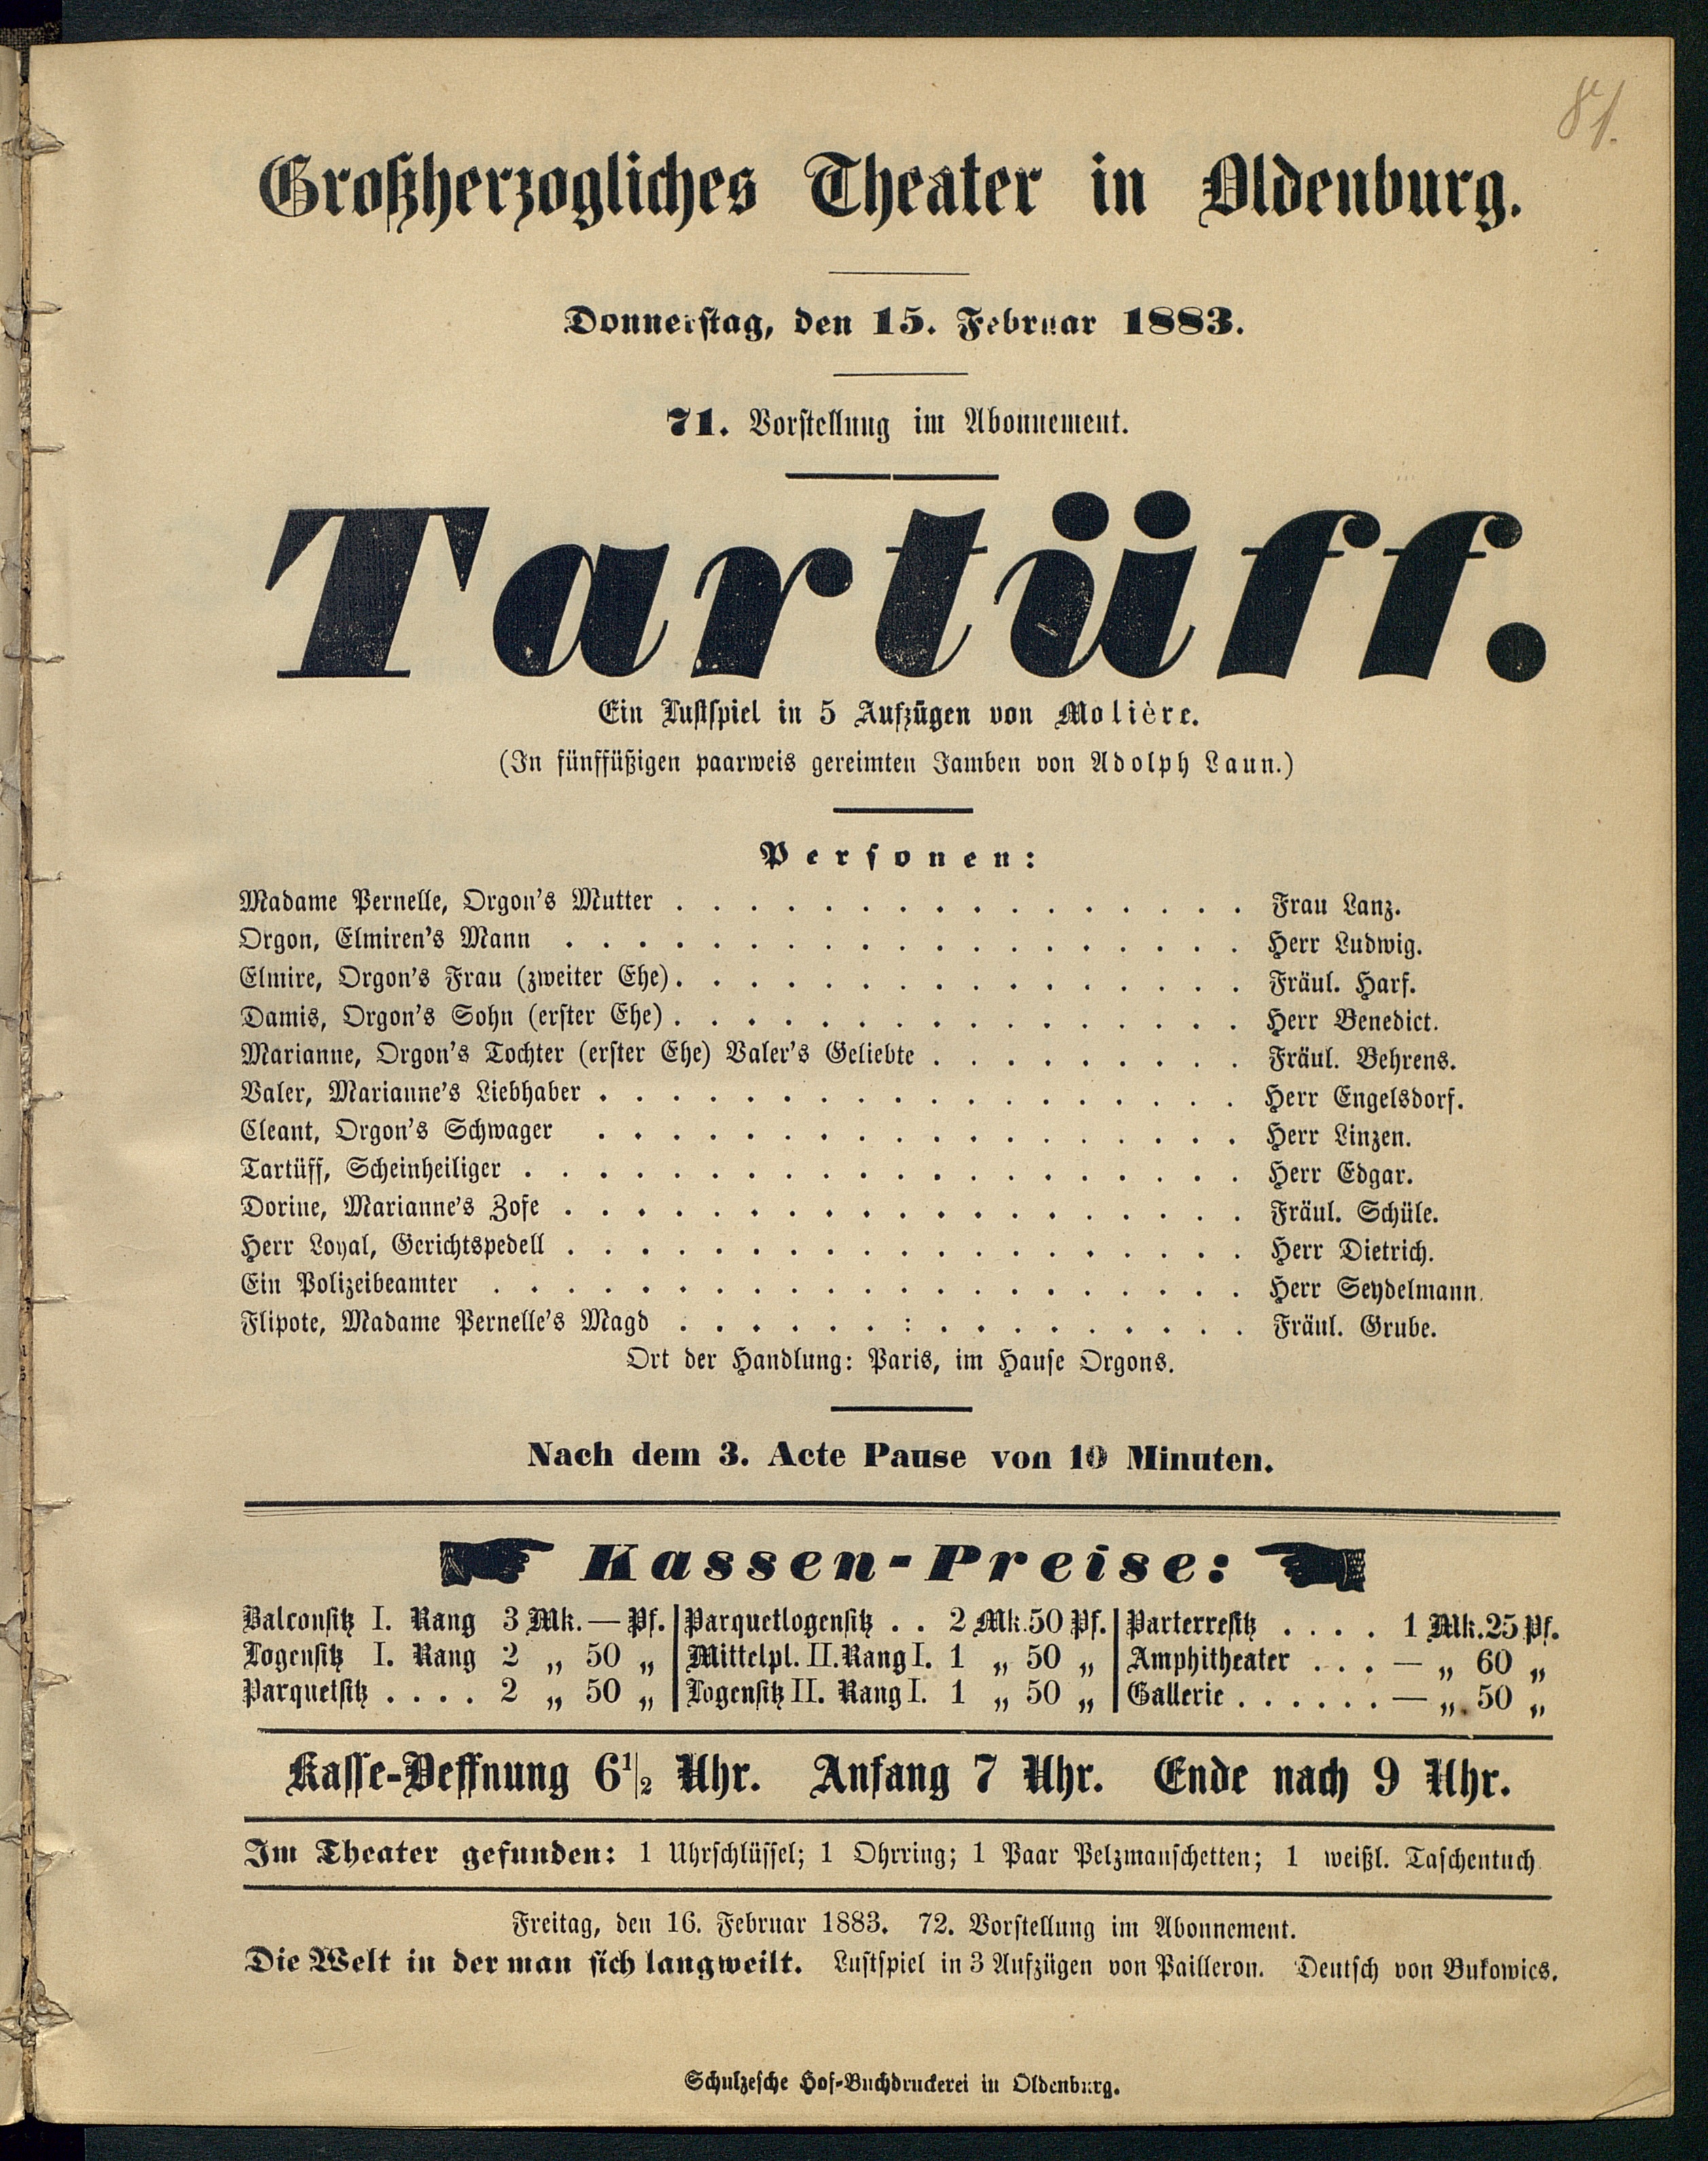 81.
Großherzogliches Theater in Oldenburg.
Donnerstag, den 15. Februar 1883.
71. Vorstellung im Abonnement.
Tartüff.
Ein Lustspiel in 5 Aufzügen von Molière.
(In fünffüßigen paarweis gereimten Jamben von Adolph Laun.)
Personen:
Madame Pernelle, Orgon's Mutter . . . . . . . . . . . . . . . . Frau Lanz.
Orgon, Elmiren's Mann . . . . . . . . . . . . . . . . . . . Herr Ludwig.
Elmire, Orgon's Frau (zweiter Ehe) . . . . . . . . . . . . . . . . Fräul. Harf.
Damis, Orgon's Sohn (erster Ehe) . . . . . . . . . . . . . . . . Herr Benedict.
Marianne, Orgon's Tochter (erster Ehe) Valer's Geliebte . . . . . . . . . Fräul. Behrens.
Valer, Marianne's Liebhaber . . . . . . . . . . . . . . . . . . Herr Engelsdorf.
Cleant, Orgon's Schwager . . . . . . . . . . . . . . . . . . Herr Linzen.
Tartüff, Scheinheiliger . . . . . . . . . . . . . . . . . . . . Herr Edgar.
Dorine, Marianne's Zofe . . . . . . . . . . . . . . . . . . . Fräul. Schüle.
Herr Loyal, Gerichtspedell . . . . . . . . . . . . . . . . . . . Herr Dietrich.
Ein Polizeibeamter . . . . . . . . . . . . . . . . . . . . . Herr Seydelmann.
Flipote, Madame Pernelle's Magd . . . . . . : . . . . . . . . . Fräul. Grube.
Ort der Handlung: Paris, im Hause Orgons.
Nach dem 3. Acte Pause von 10 Minuten.
Kassen-Preise:
Balconsitz I. Rang 3 Mk. — Pf. | Parquetlogensitz . . 2 Mk. 50 Pf. | Parterresitz . . . . 1 Mk. 25 Pf.
Logensitz I. Rang 2 „ 50 „ | Mittelpl. II. Rang I. 1 „ 50 „ | Amphitheater . . . — „ 60 „
Parquetsitz . . . . 2 „ 50 „ | Logensitz II. Rang I. 1 „ 50 „ | Gallerie . . . . . . — „ 50 „
Kasse-Oeffnung 6 1/2 Uhr. Anfang 7 Uhr. Ende nach 9 Uhr.
Im Theater gefunden: 1 Uhrschlüssel; 1 Ohrring; 1 Paar Pelzmanschetten; 1 weißl. Taschentuch
Freitag, den 16. Februar 1883. 72. Vorstellung im Abonnement.
Die Welt in der man sich langweilt. Lustspiel in 3 Aufzügen von Pailleron. Deutsch von Bukowics.
Schulzesche Hof-Buchdruckerei in Oldenburg.